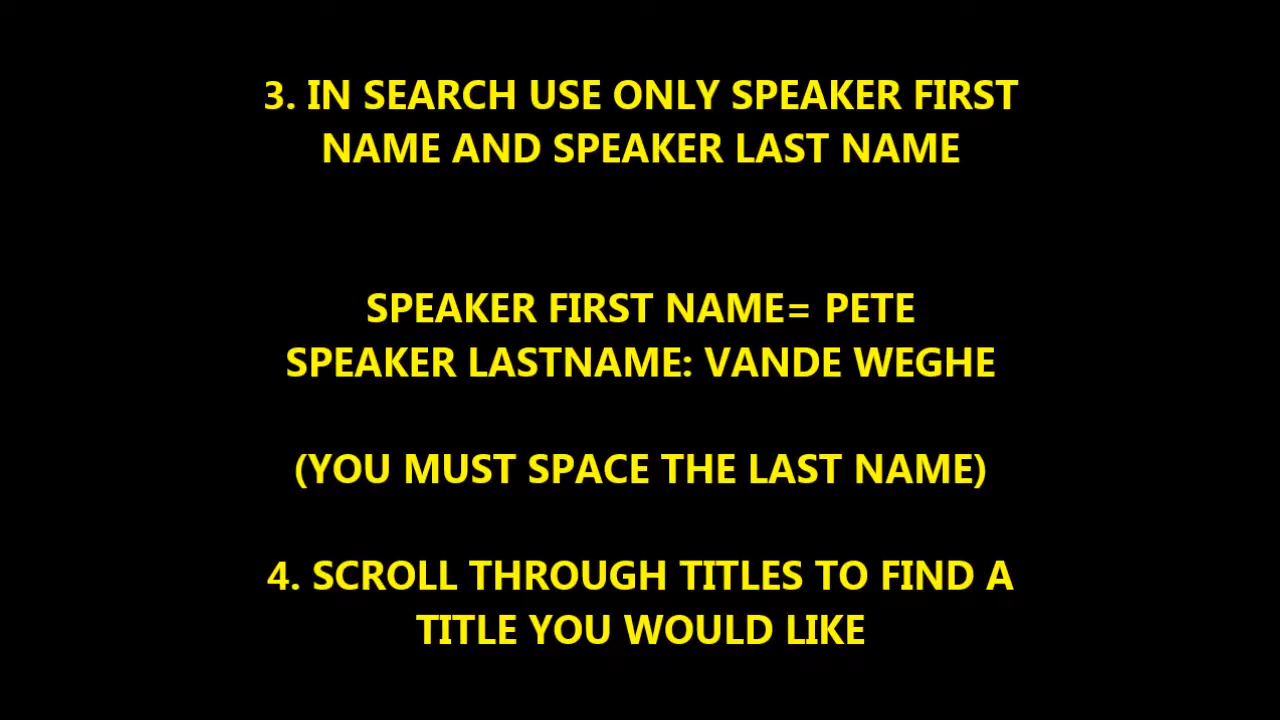 3. IN SEARCH USE ONLY SPEAKER FIRST
NAME AND SPEAKER LAST NAME
SPEAKER FIRST NAME= PETE
SPEAKER LASTNAME: VANDE WEGHE
(YOU MUST SPACE THE LAST NAME)
4. SCROLL THROUGH TITLES TO FIND A
TITLE YOU WOULD LIKE